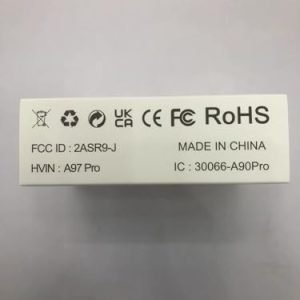 UK CA CE FC RoHS
FCC ID : 2ASR9-J MADE IN CHINA
HVIN : A97 Pro IC : 30066-A90Pro